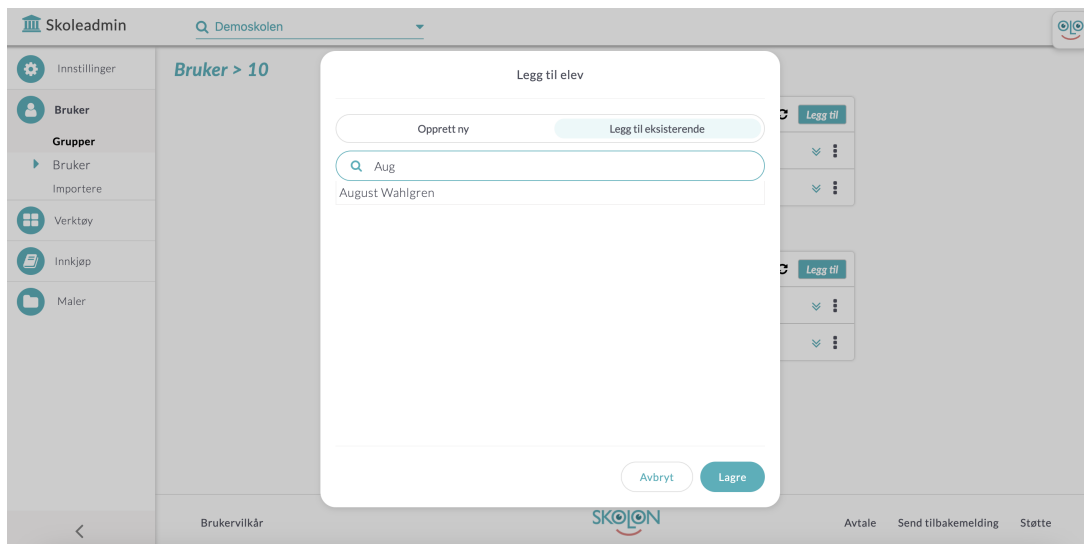 Skoleadmin
Demoskolen
Innstillinger
Bruker
Grupper
Bruker
Importere
Verktøy
Innkjøp
Maler
Bruker > 10
Legg til
Legg til
Legg til elev
Opprett ny
Legg til eksisterende
Aug
August Wahlgren
Avbryt
Lagre
Brukervilkår
SKOLON
Avtale
Send tilbakemelding
Støtte